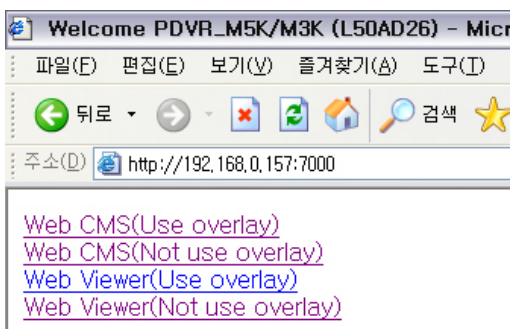 Welcome PDVR_M5K/M3K (L50AD26) - Micr
파일(F) 편집(E) 보기(V) 즐겨찾기(A) 도구(T)
뒤로 검색
주소(D) http://192.168.0.157:7000
Web CMS(Use overlay)
Web CMS(Not use overlay)
Web Viewer(Use overlay)
Web Viewer(Not use overlay)